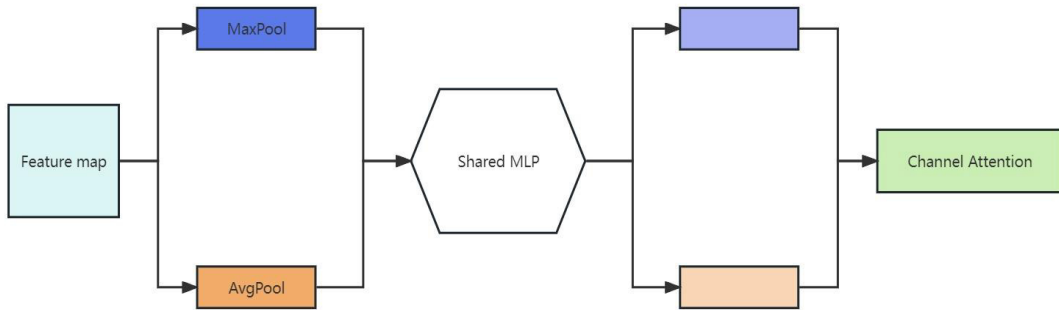 MaxPool
Feature map
Shared MLP
Channel Attention
AvgPool